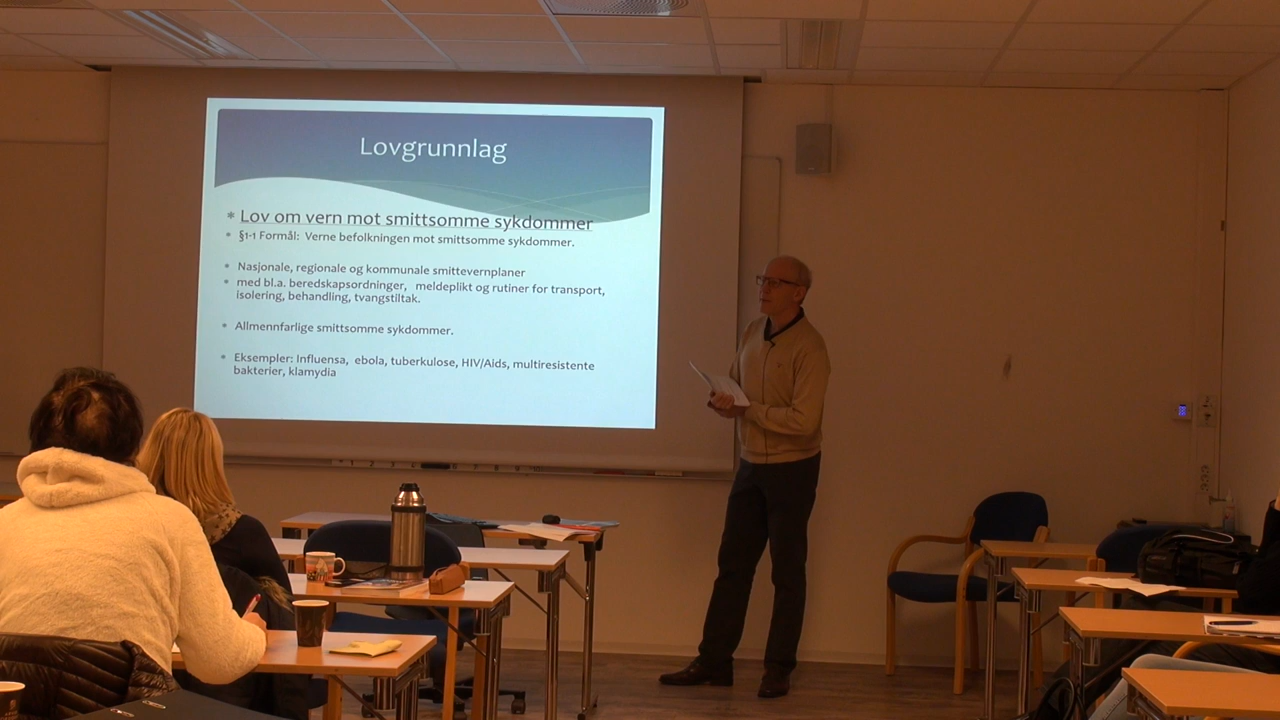 Lovgrunnlag
* Lov om vern mot smittsomme sykdommer
* §1-1 Formål: Verne befolkningen mot smittsomme sykdommer.
* Nasjonale, regionale og kommunale smittevernplaner
* med bl.a. beredskapsordninger, meldeplikt og rutiner for transport,
isolering, behandling, tvangstiltak.
* Allmennfarlige smittsomme sykdommer.
* Eksempler: Influensa, ebola, tuberkulose, HIV/Aids, multiresistente
bakterier, klamydia